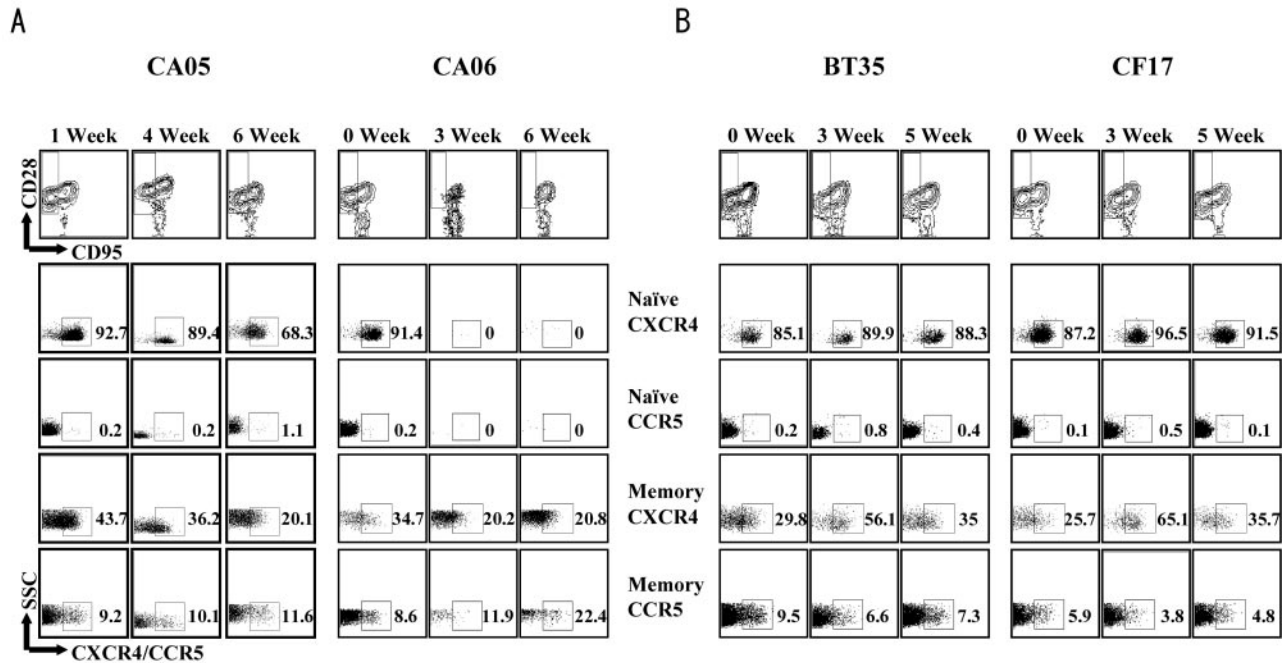 A B
CA05 CA06 BT35 CF17
1 Week 4 Week 6 Week 0 Week 3 Week 6 Week 0 Week 3 Week 5 Week 0 Week 3 Week 5 Week
CD28
CD95
Naïve
CXCR4
92.7 89.4 68.3 91.4 0 0 85.1 89.9 88.3 87.2 96.5 91.5
Naïve
CCR5
0.2 0.2 1.1 0.2 0 0 0.2 0.8 0.4 0.1 0.5 0.1
Memory
CXCR4
43.7 36.2 20.1 34.7 20.2 20.8 29.8 56.1 35 25.7 65.1 35.7
Memory
CCR5
9.2 10.1 11.6 8.6 11.9 22.4 9.5 6.6 7.3 5.9 3.8 4.8
SSC
CXCR4/CCR5